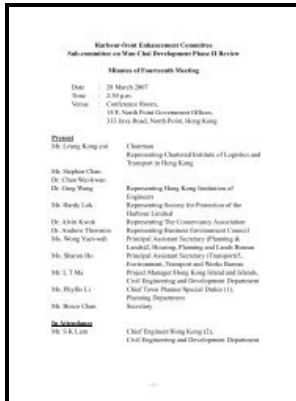 Harbour-front Enhancement Committee
Sub-committee on Wan Chai Development Phase II Review
Minutes of Fourteenth Meeting
Date : 28 March 2007
Time : 2:30 p.m.
Venue : Conference Room,
15/F, North Point Government Offices,
333 Java Road, North Point, Hong Kong
Present
Mr. Leung Kong-yui Chairman
Representing Chartered Institute of Logistics and
Transport in Hong Kong
Mr. Stephen Chan
Dr. Chan Wai-kwan
Dr. Greg Wong Representing Hong Kong Institution of
Engineers
Mr. Hardy Lok Representing Society for Protection of the
Harbour Limited
Dr. Alvin Kwok Representing The Conservancy Association
Dr. Andrew Thomson Representing Business Environment Council
Ms. Wong Yuet-wah Principal Assistant Secretary (Planning &
Lands)2, Housing, Planning and Lands Bureau
Ms. Sharon Ho Principal Assistant Secretary (Transport)5,
Environment, Transport and Works Bureau
Mr. L T Ma Project Manager/Hong Kong Island and Islands,
Civil Engineering and Development Department
Ms. Phyllis Li Chief Town Planner/Special Duties (1),
Planning Department
Ms. Chan Secretary
In Attendance
Mr. S K Lam Chief Engineer/Hong Kong (2),
Civil Engineering and Development Department